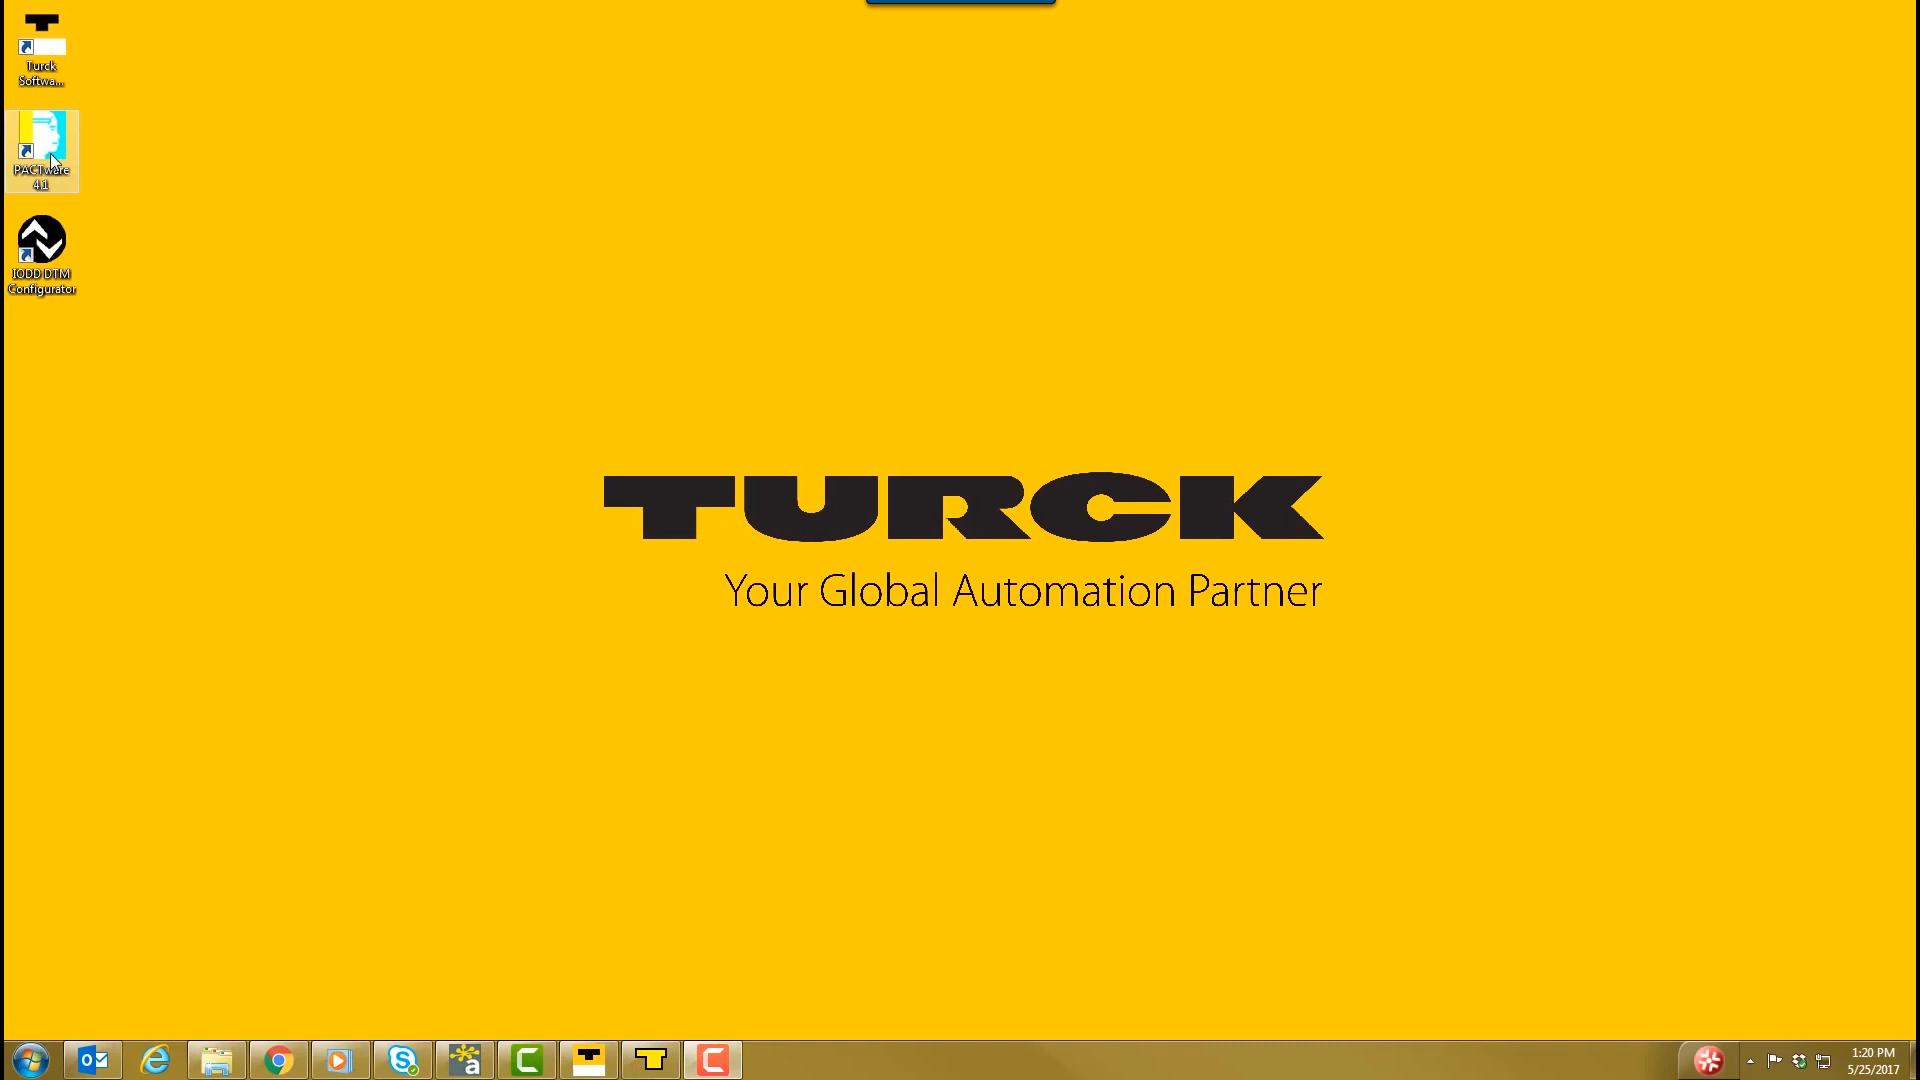 Turck
Softwa...
PACTware
4.1
IODD DTM
Configurator
TURCK
Your Global Automation Partner
1:20 PM
5/25/2017